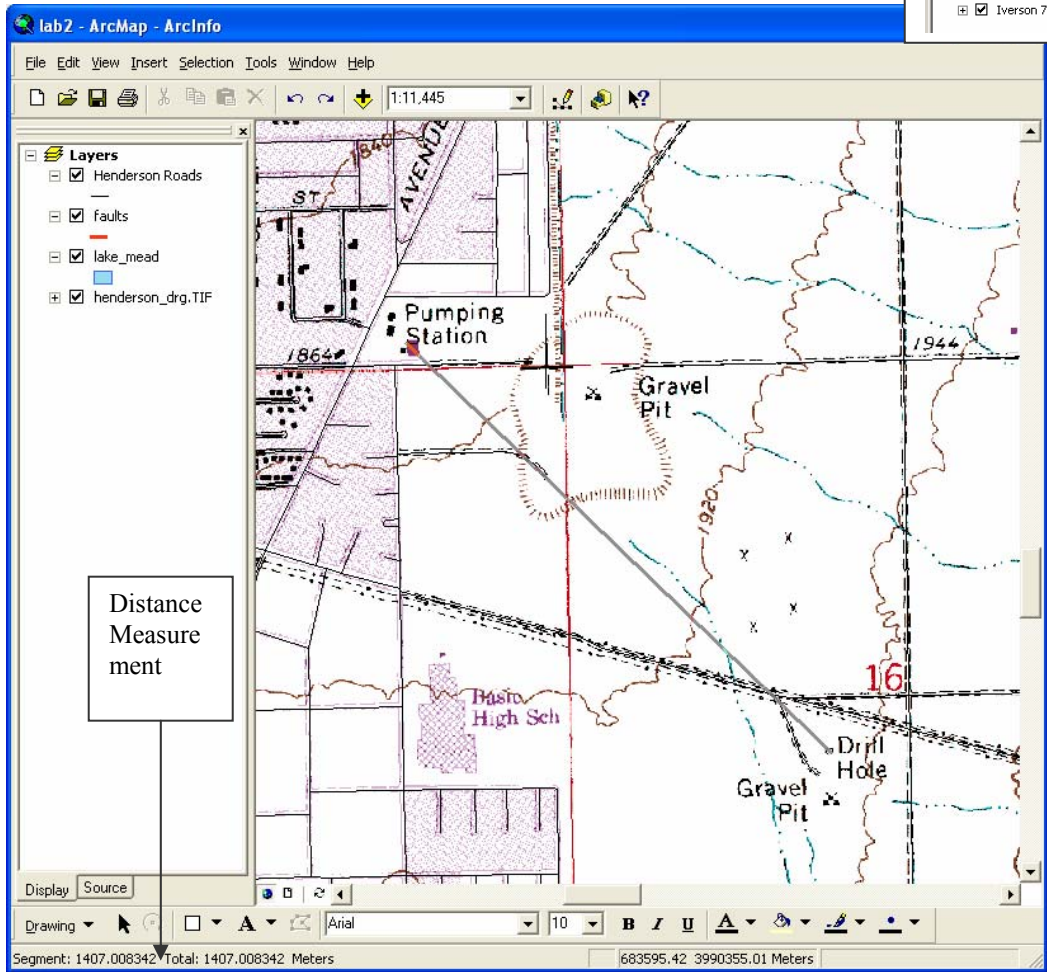 Iverson 7
lab2 - ArcMap - ArcInfo
File Edit View Insert Selection Tools Window Help
1:11,445
Layers
Henderson Roads
faults
lake_mead
henderson_drg.TIF
1840
ST
Pumping
Station
1864
1944
Gravel
Pit
1920
Distance
Measure
ment
16
Basic
High Sch
Drill
Hole
Gravel
Pit
Display Source
Drawing A Arial 10 B I U A
Segment: 1407.008342 Total: 1407.008342 Meters 683595.42 3990355.01 Meters